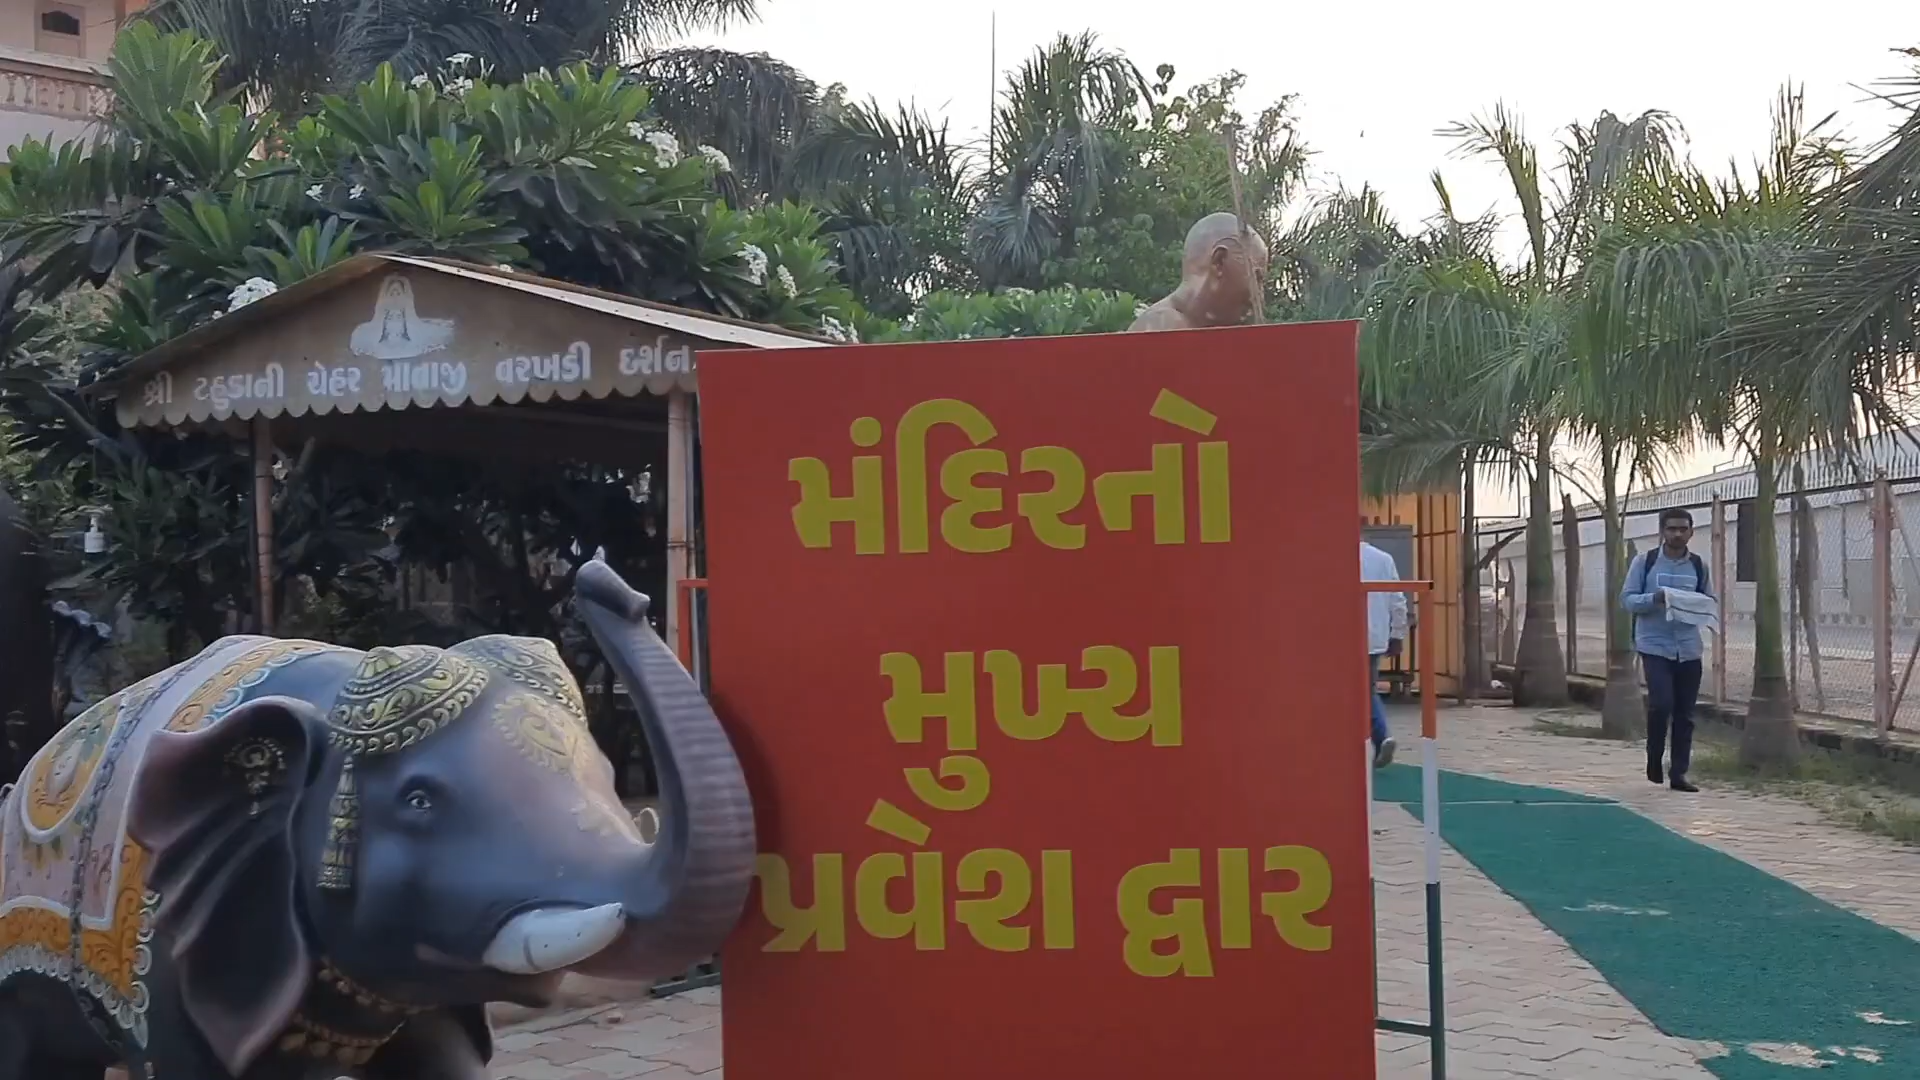 શ્રી ટહુકાની ચેહર માતાજી વરખડી દર્શન
મંદિરનો
મુખ્ય
પ્રવેશ દ્વાર